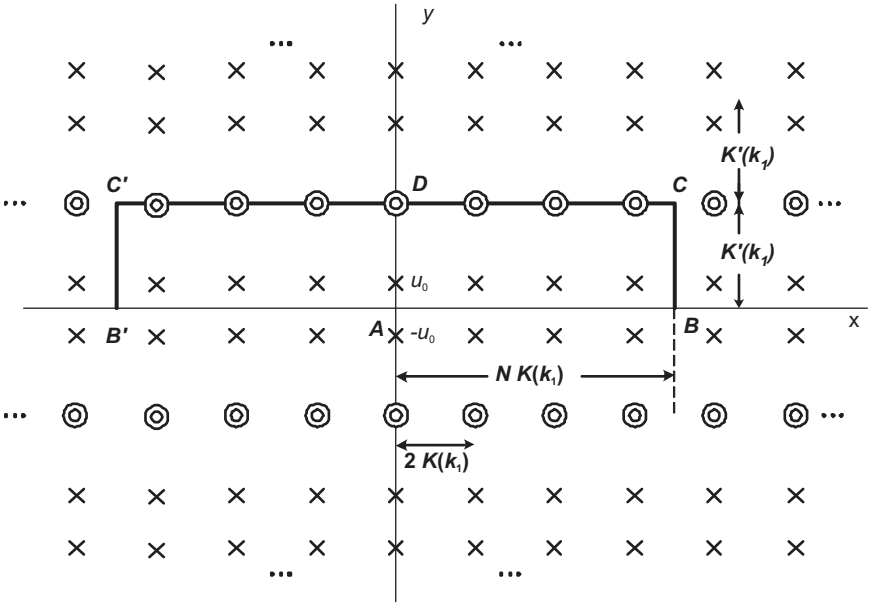 y
... ...
K'(k₁)
C' D C
... ...
K'(k₁)
u₀
x
B' A -u₀ B
N K(k₁)
... ...
2 K(k₁)
... ...